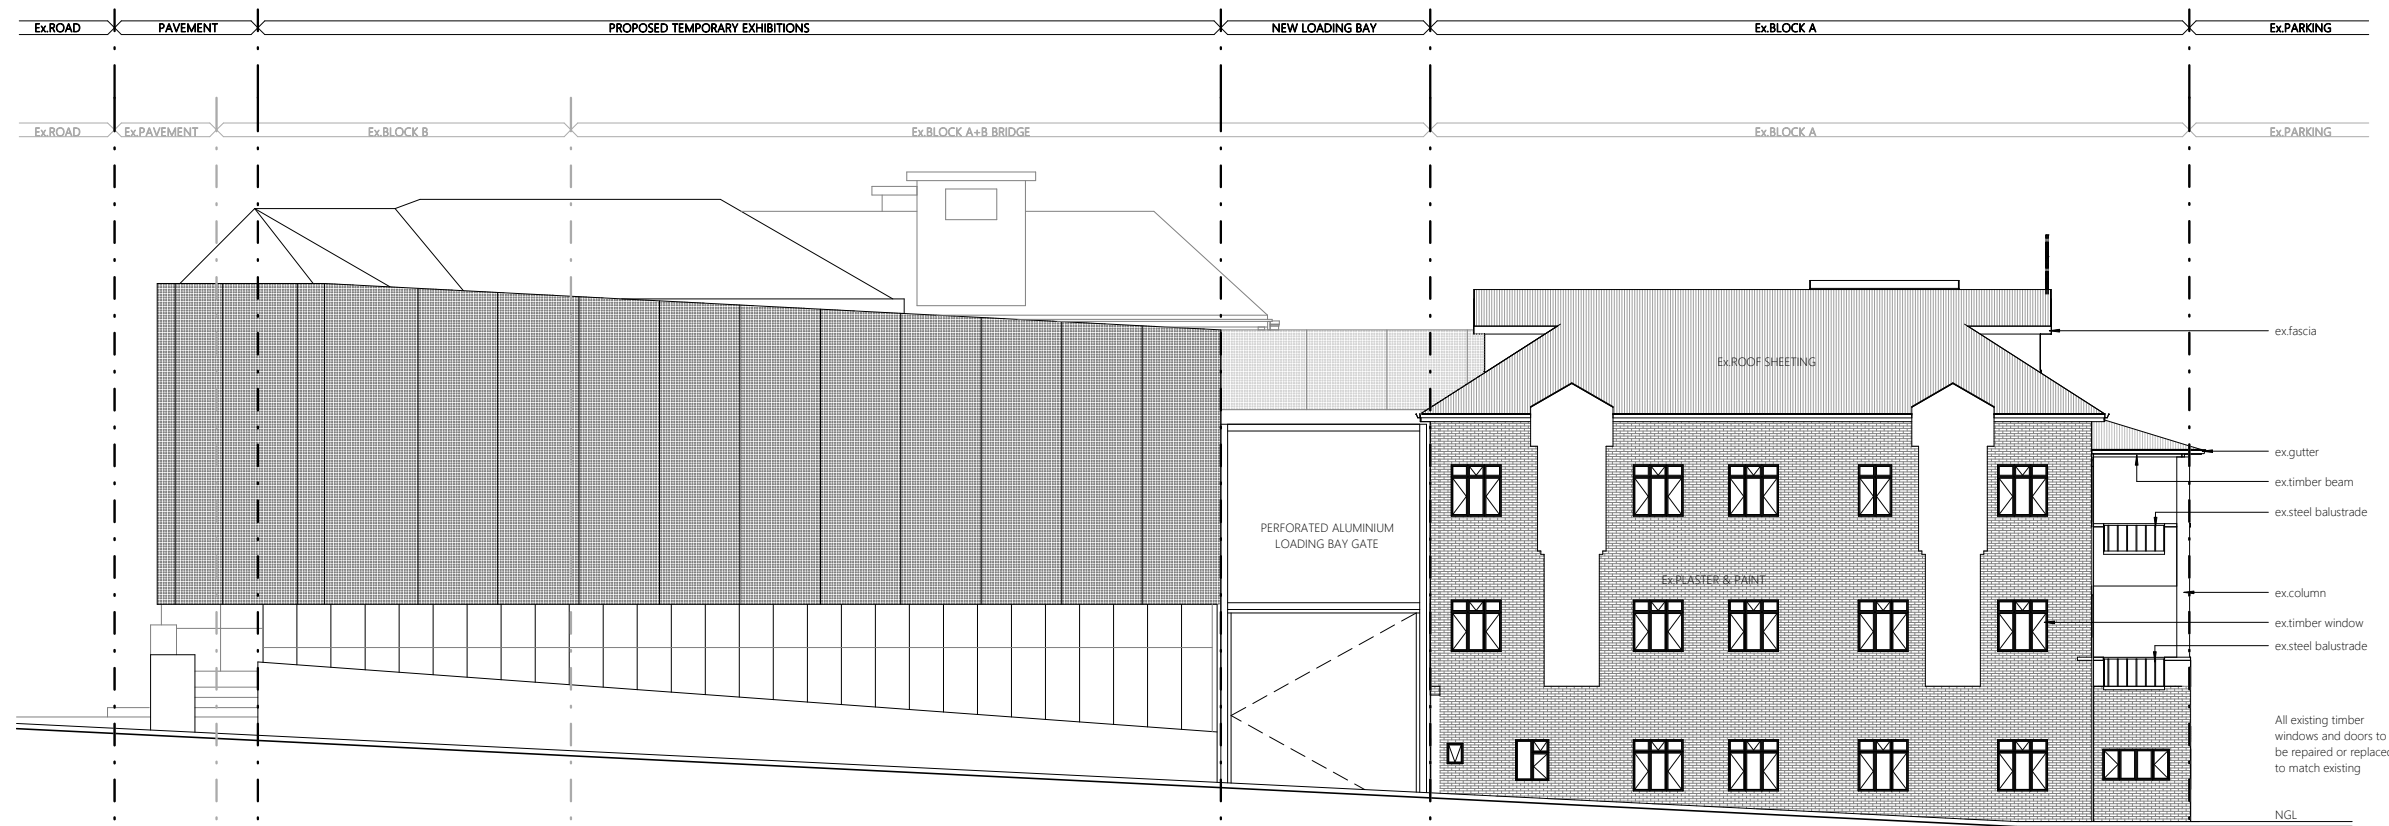 Ex.ROAD PAVEMENT PROPOSED TEMPORARY EXHIBITIONS NEW LOADING BAY Ex.BLOCK A Ex.PARKING
Ex.ROAD Ex.PAVEMENT Ex.BLOCK B Ex.BLOCK A+B BRIDGE Ex.BLOCK A Ex.PARKING
ex.fascia
Ex.ROOF SHEETING
ex.gutter
ex.timber beam
ex.steel balustrade
PERFORATED ALUMINIUM
LOADING BAY GATE
Ex.PLASTER & PAINT
ex.column
ex.timber window
ex.steel balustrade
All existing timber
windows and doors to
be repaired or replaced
to match existing
NGL